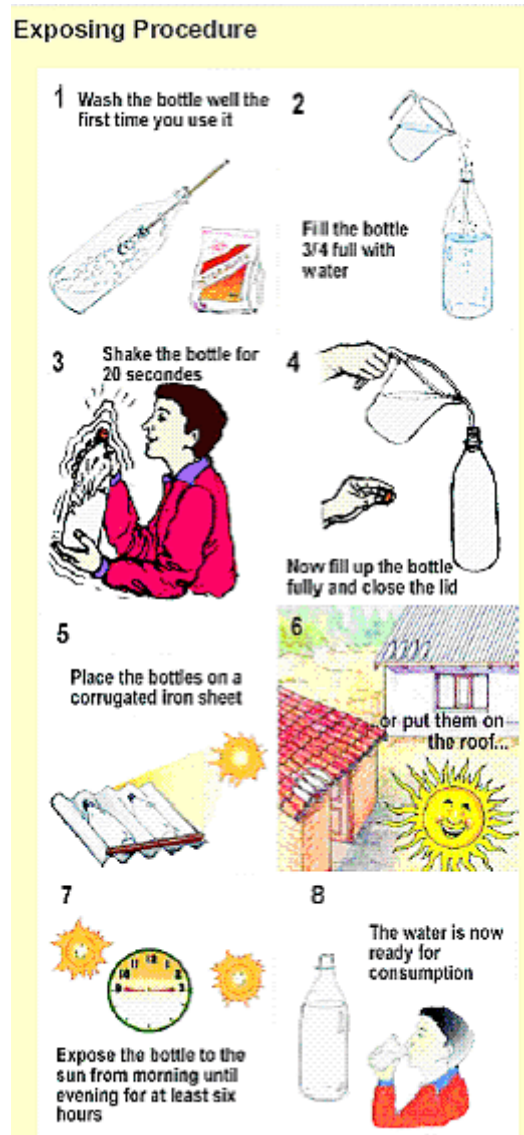 Exposing Procedure
1 Wash the bottle well the
first time you use it
2
Fill the bottle
3/4 full with
water
3 Shake the bottle for
20 secondes
4
Now fill up the bottle
fully and close the lid
5
Place the bottles on a
corrugated iron sheet
6
or put them on
the roof...
7
Expose the bottle to the
sun from morning until
evening for at least six
hours
8
The water is now
ready for
consumption